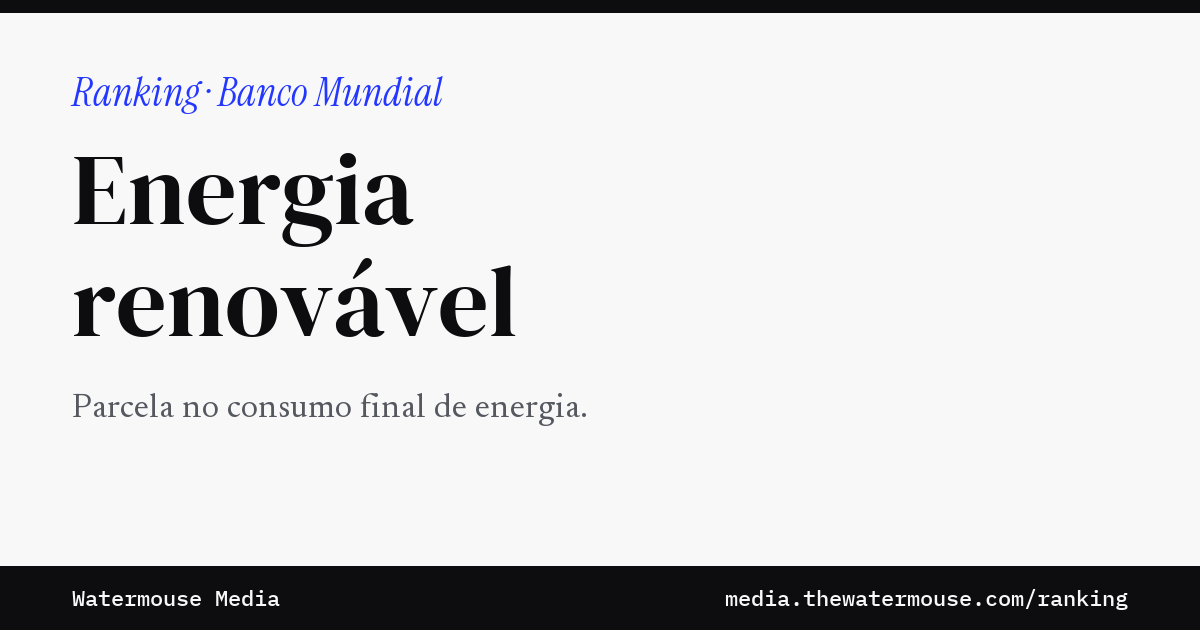 Ranking · Banco Mundial
Energia
renovável
Parcela no consumo final de energia.
Watermouse Media
media.thewatermouse.com/ranking